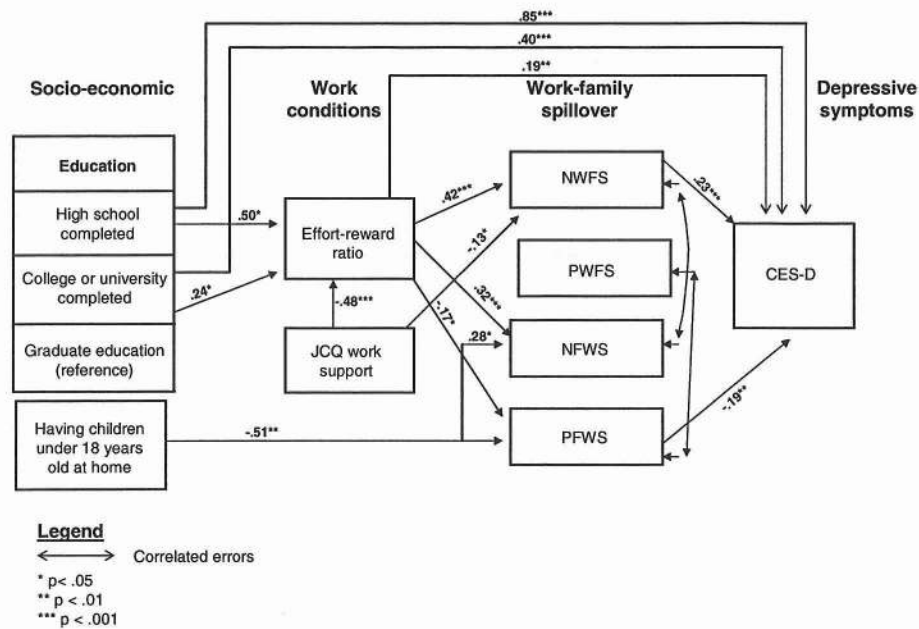 .85***
.40***
.19**
Socio-economic
Work
conditions
Work-family
spillover
Depressive
symptoms
Education
High school
completed
College or university
completed
Graduate education
(reference)
Having children
under 18 years
old at home
.50*
.24*
Effort-reward
ratio
-.48***
JCQ work
support
.42***
-.13*
.32***
-.17*
.28*
-.51**
NWFS
PWFS
NFWS
PFWS
.23***
-.19**
CES-D
Legend
Correlated errors
* p< .05
** p < .01
*** p < .001